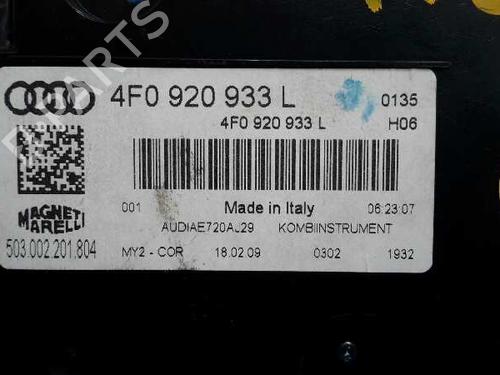 4F0 920 933 L 0135
4F0 920 933 L H06
001 Made in Italy 06:23:07
AUDIAE720AJ29 KOMBIINSTRUMENT
MAGNETI
MARELLI
503.002.201.804 MY2 - COR 18.02.09 0302 1932